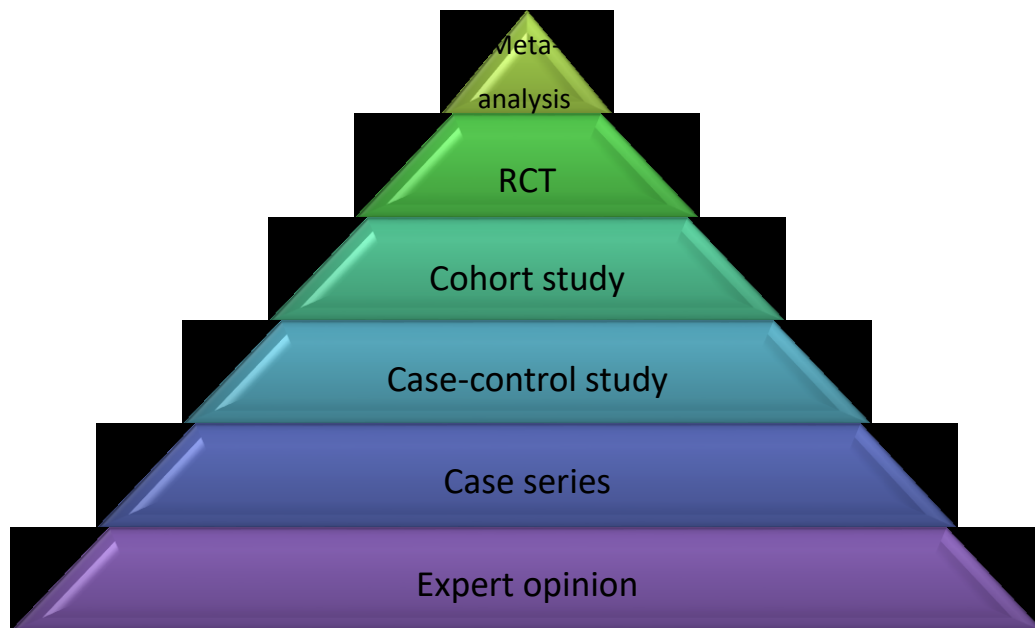 Meta-
analysis
RCT
Cohort study
Case-control study
Case series
Expert opinion